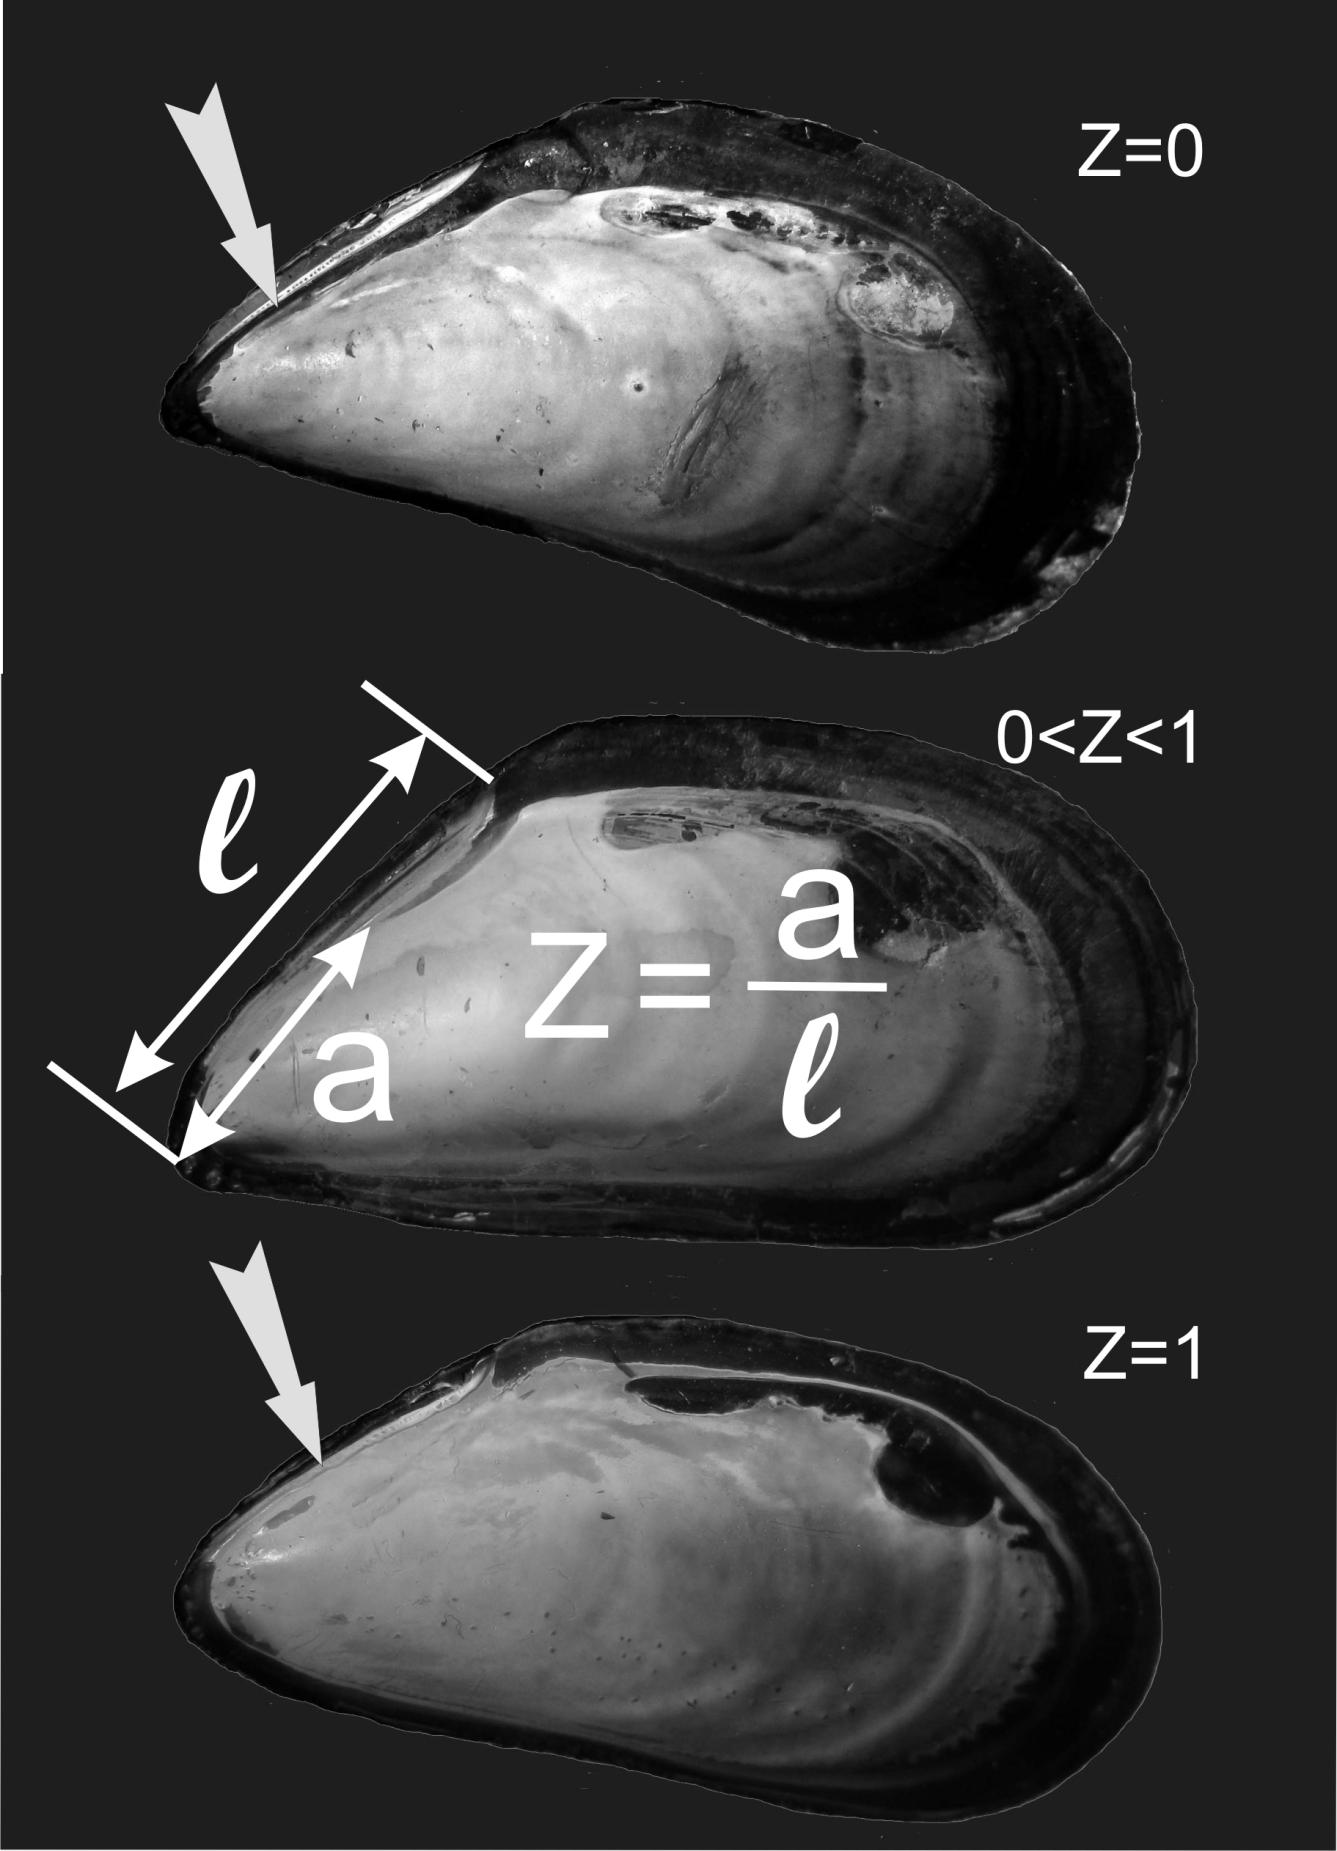 Z=0
0<Z<1
ℓ
a
Z = a/ℓ
Z=1